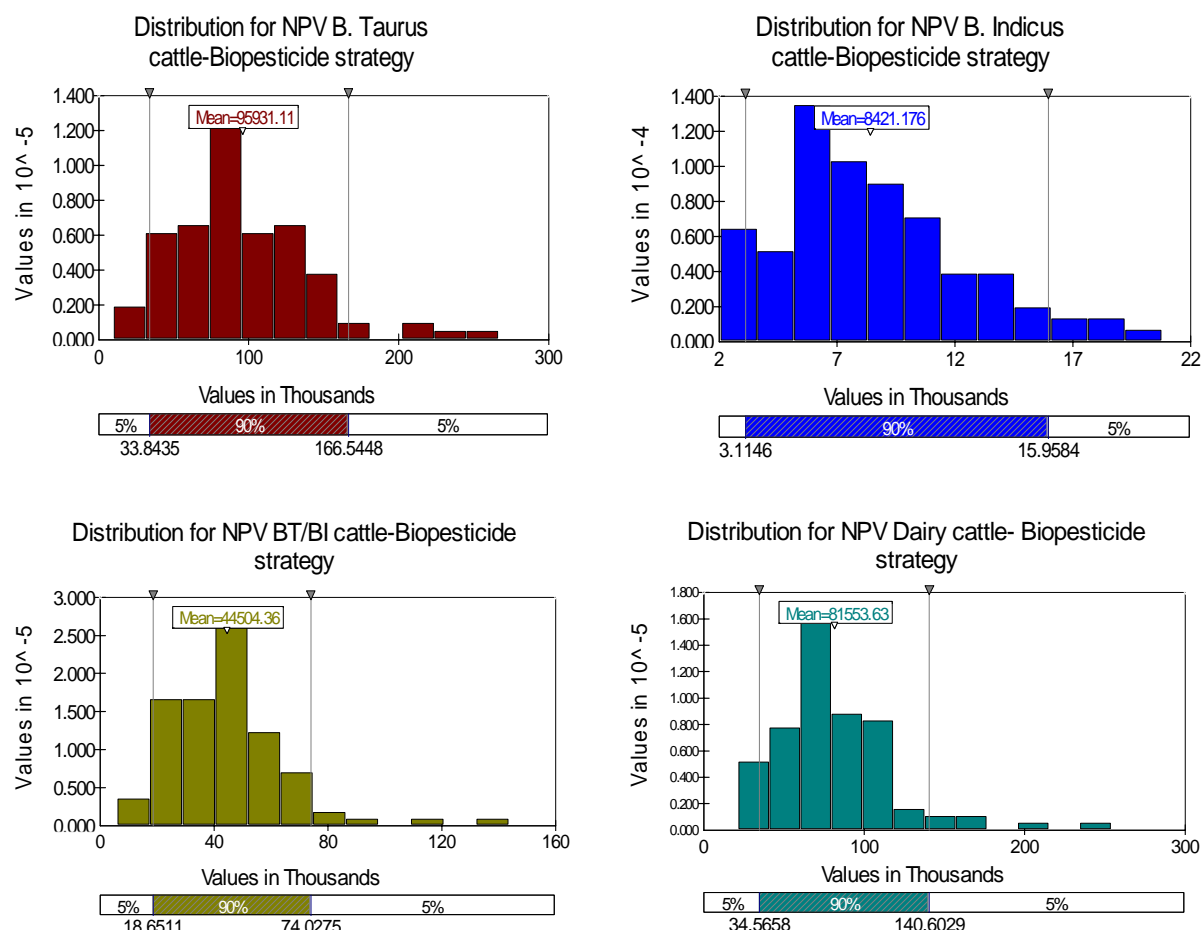 Distribution for NPV B. Taurus
cattle-Biopesticide strategy
Mean=95931.11
Values in 10^ -5
1.400
1.200
1.000
0.800
0.600
0.400
0.200
0.000
0 100 200 300
Values in Thousands
5% 90% 5%
33.8435 166.5448
Distribution for NPV B. Indicus
cattle-Biopesticide strategy
Mean=8421.176
Values in 10^ -4
1.400
1.200
1.000
0.800
0.600
0.400
0.200
0.000
2 7 12 17 22
Values in Thousands
90% 5%
3.1146 15.9584
Distribution for NPV BT/BI cattle-Biopesticide
strategy
Mean=44504.36
Values in 10^ -5
3.000
2.500
2.000
1.500
1.000
0.500
0.000
0 40 80 120 160
Values in Thousands
5% 90% 5%
18.6511 74.0275
Distribution for NPV Dairy cattle- Biopesticide
strategy
Mean=81553.63
Values in 10^ -5
1.800
1.600
1.400
1.200
1.000
0.800
0.600
0.400
0.200
0.000
0 100 200 300
Values in Thousands
5% 90% 5%
34.5658 140.6029